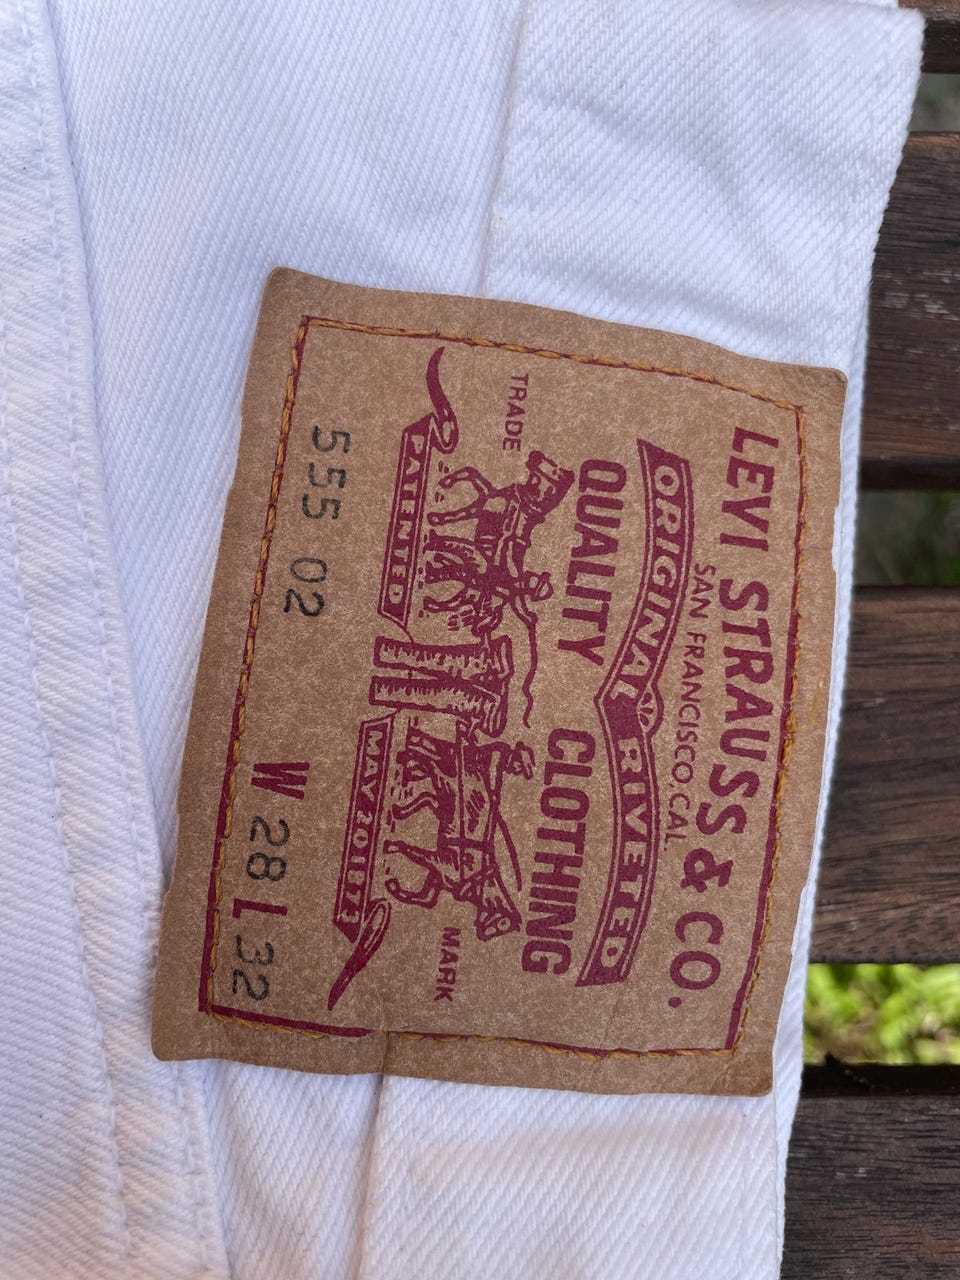 LEVI STRAUSS & CO.
SAN FRANCISCO, CAL.
ORIGINAL RIVETED
QUALITY CLOTHING
TRADE MARK
PATENTED MAY 20 1873
555 02 W 28 L 32